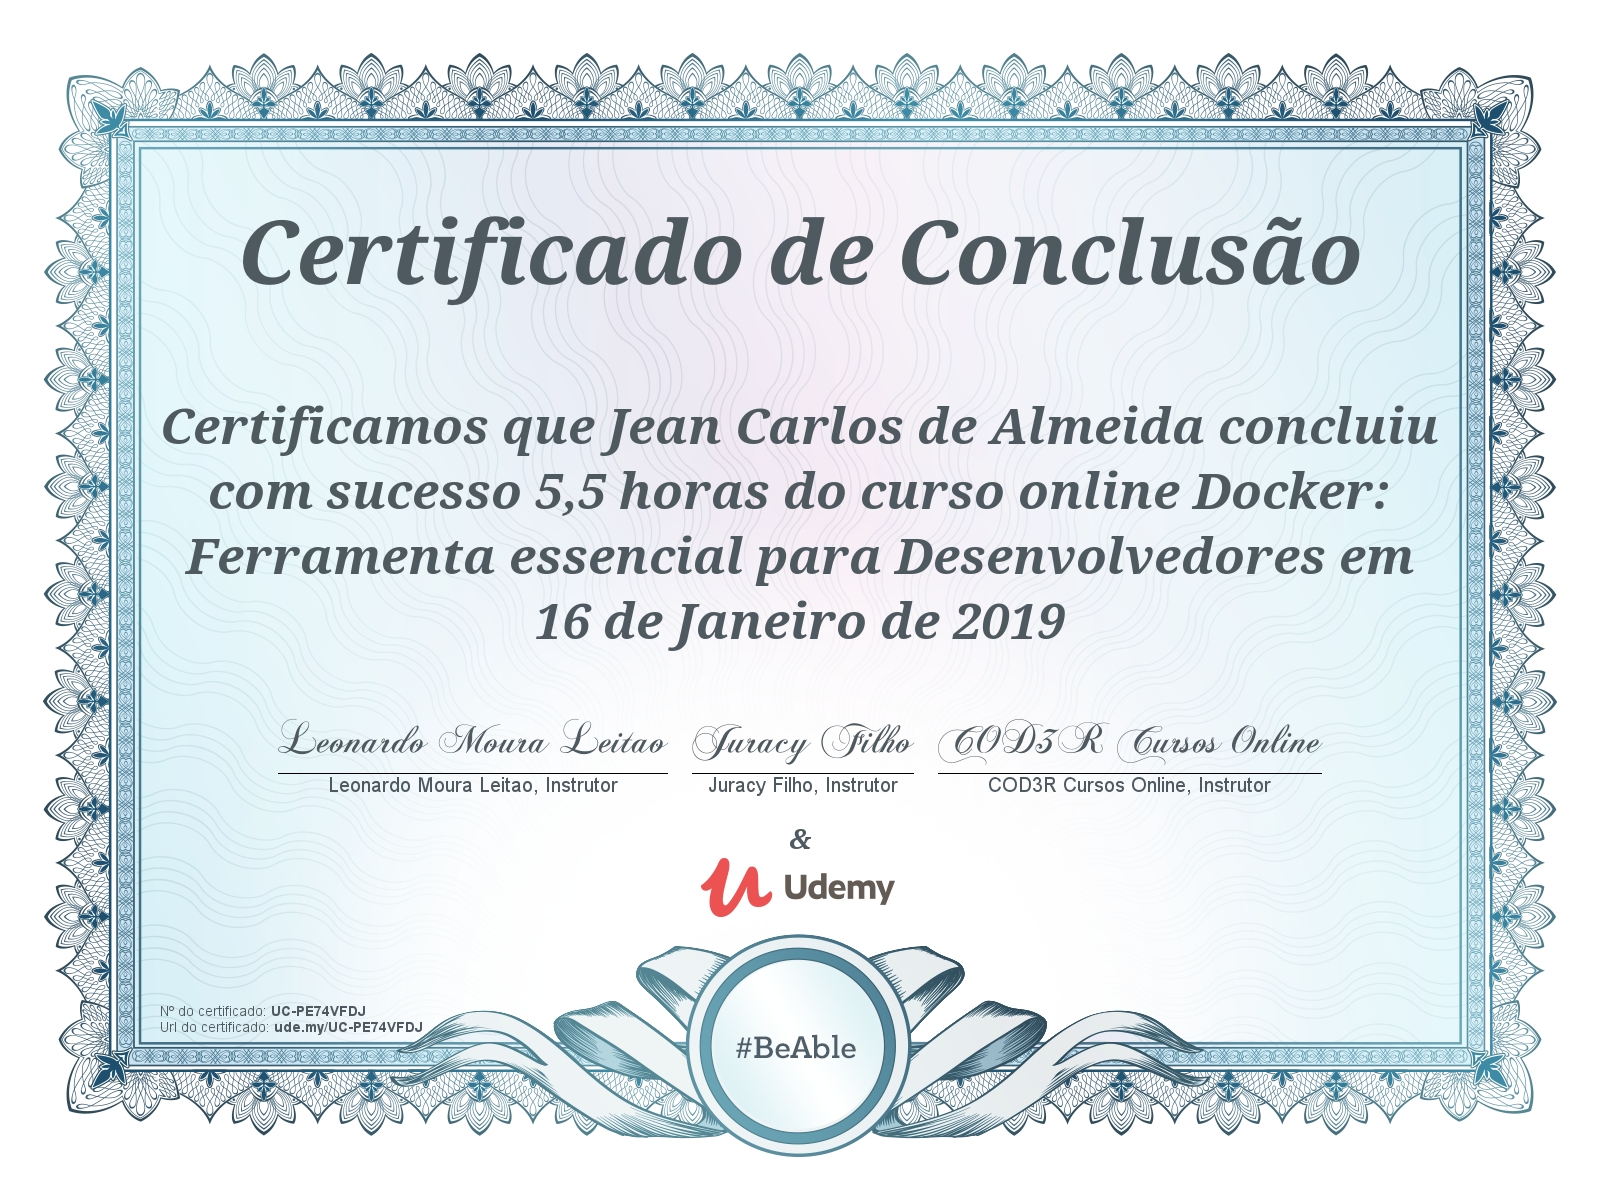 Certificado de Conclusão
Certificamos que Jean Carlos de Almeida concluiu
com sucesso 5,5 horas do curso online Docker:
Ferramenta essencial para Desenvolvedores em
16 de Janeiro de 2019
Leonardo Moura Leitao Juracy Filho COD3R Cursos Online
Leonardo Moura Leitao, Instrutor Juracy Filho, Instrutor COD3R Cursos Online, Instrutor
&
Udemy
Nº do certificado: UC-PE74VFDJ
Url do certificado: ude.my/UC-PE74VFDJ
#BeAble